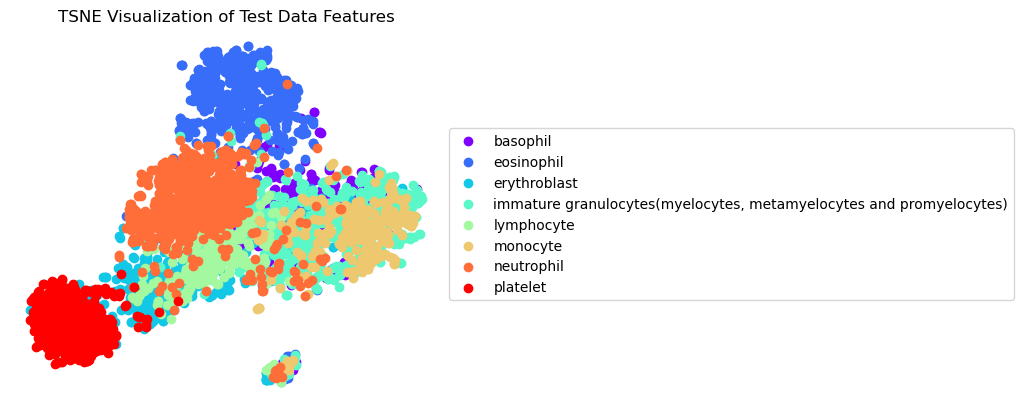 TSNE Visualization of Test Data Features
basophil
eosinophil
erythroblast
immature granulocytes(myelocytes, metamyelocytes and promyelocytes)
lymphocyte
monocyte
neutrophil
platelet